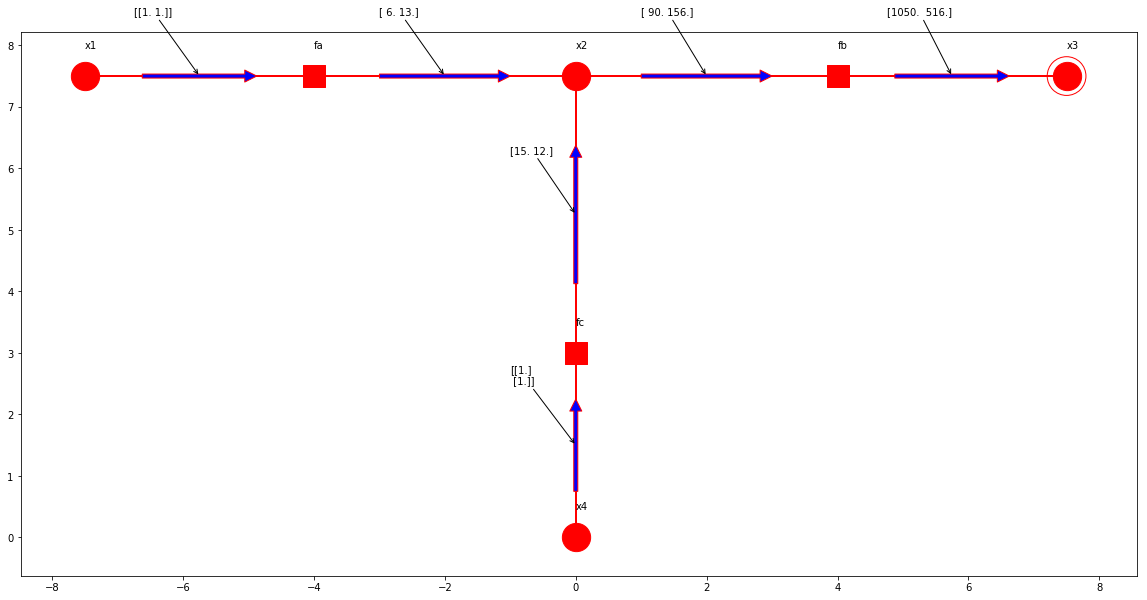 [[1. 1.]]
[ 6. 13.]
[ 90. 156.]
[1050.  516.]
x1
fa
x2
fb
x3
[15. 12.]
fc
[[1.]
 [1.]]
x4
8
7
6
5
4
3
2
1
0
−8
−6
−4
−2
0
2
4
6
8